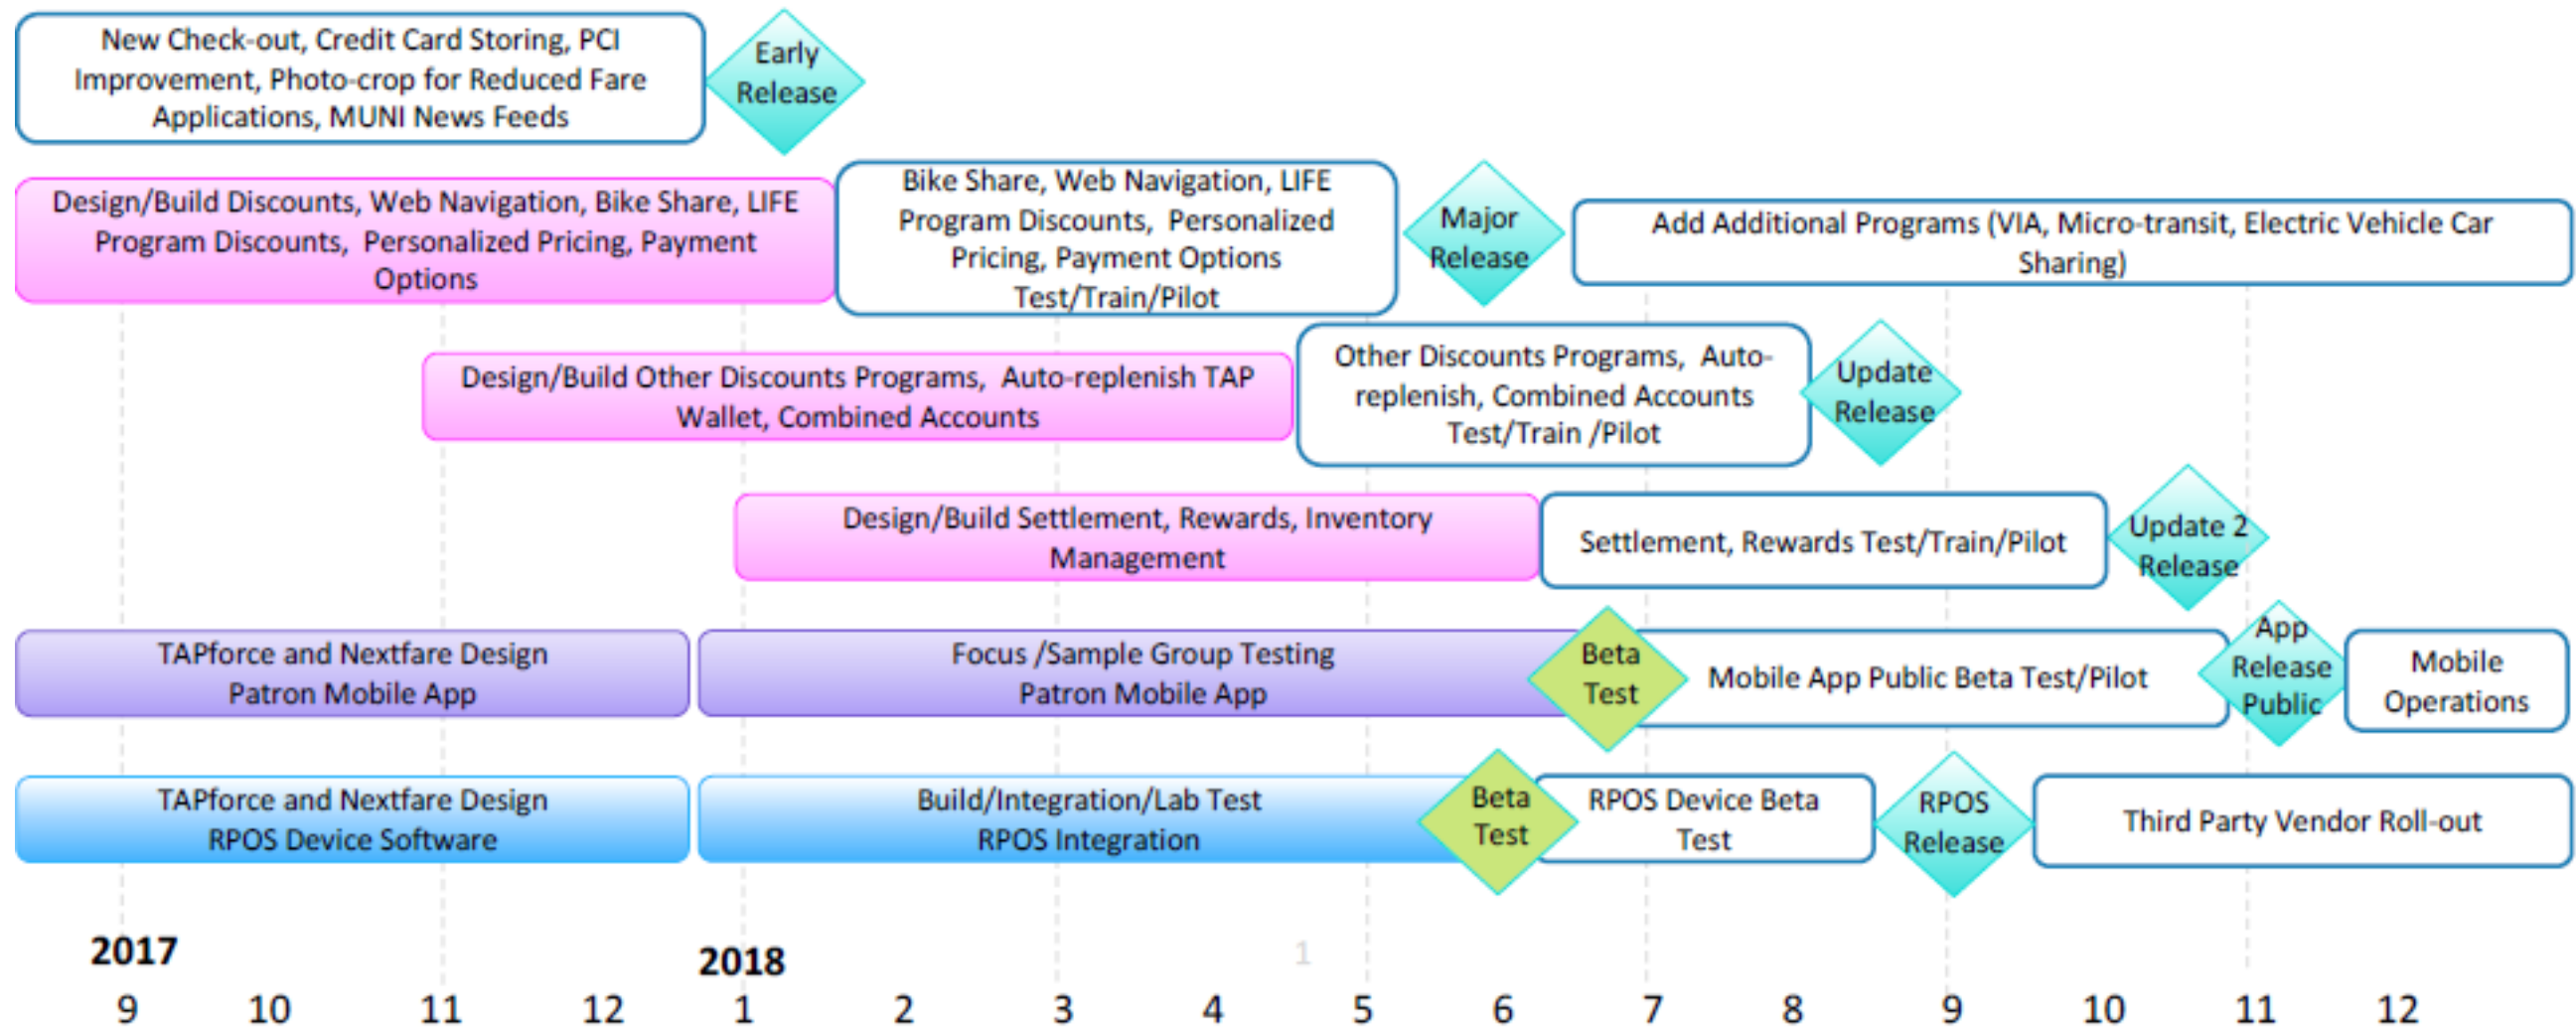 New Check-out, Credit Card Storing, PCI
Improvement, Photo-crop for Reduced Fare
Applications, MUNI News Feeds
Early
Release
Design/Build Discounts, Web Navigation, Bike Share, LIFE
Program Discounts, Personalized Pricing, Payment
Options
Bike Share, Web Navigation, LIFE
Program Discounts, Personalized
Pricing, Payment Options
Test/Train/Pilot
Major
Release
Add Additional Programs (VIA, Micro-transit, Electric Vehicle Car
Sharing)
Design/Build Other Discounts Programs, Auto-replenish TAP
Wallet, Combined Accounts
Other Discounts Programs, Auto-
replenish, Combined Accounts
Test/Train /Pilot
Update
Release
Design/Build Settlement, Rewards, Inventory
Management
Settlement, Rewards Test/Train/Pilot
Update 2
Release
TAPforce and Nextfare Design
Patron Mobile App
Focus /Sample Group Testing
Patron Mobile App
Beta
Test
Mobile App Public Beta Test/Pilot
App
Release
Public
Mobile
Operations
TAPforce and Nextfare Design
RPOS Device Software
Build/Integration/Lab Test
RPOS Integration
Beta
Test
RPOS Device Beta
Test
RPOS
Release
Third Party Vendor Roll-out
2017
2018
1
9 10 11 12 1 2 3 4 5 6 7 8 9 10 11 12